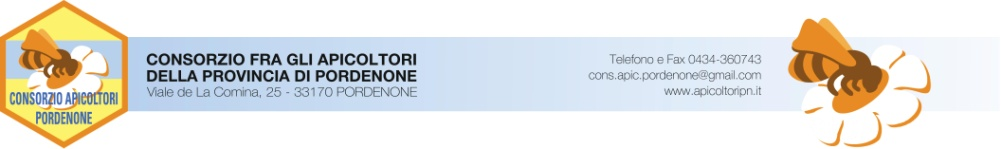 CONSORZIO APICOLTORI
PORDENONE
CONSORZIO FRA GLI APICOLTORI
DELLA PROVINCIA DI PORDENONE
Viale de La Comina, 25 - 33170 PORDENONE
Telefono e Fax 0434-360743
cons.apic.pordenone@gmail.com
www.apicoltoripn.it